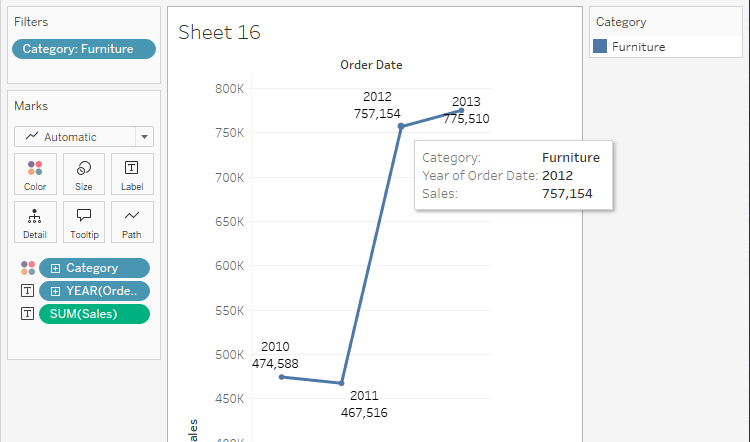 Filters
Category: Furniture
Marks
Automatic
Color
Size
Label
Detail
Tooltip
Path
Category
YEAR(Orde..
SUM(Sales)
Sheet 16
Order Date
800K
750K
700K
650K
600K
550K
500K
450K
400K
ales
2010
474,588
2011
467,516
2012
757,154
2013
775,510
Category: Furniture
Year of Order Date: 2012
Sales: 757,154
Category
Furniture